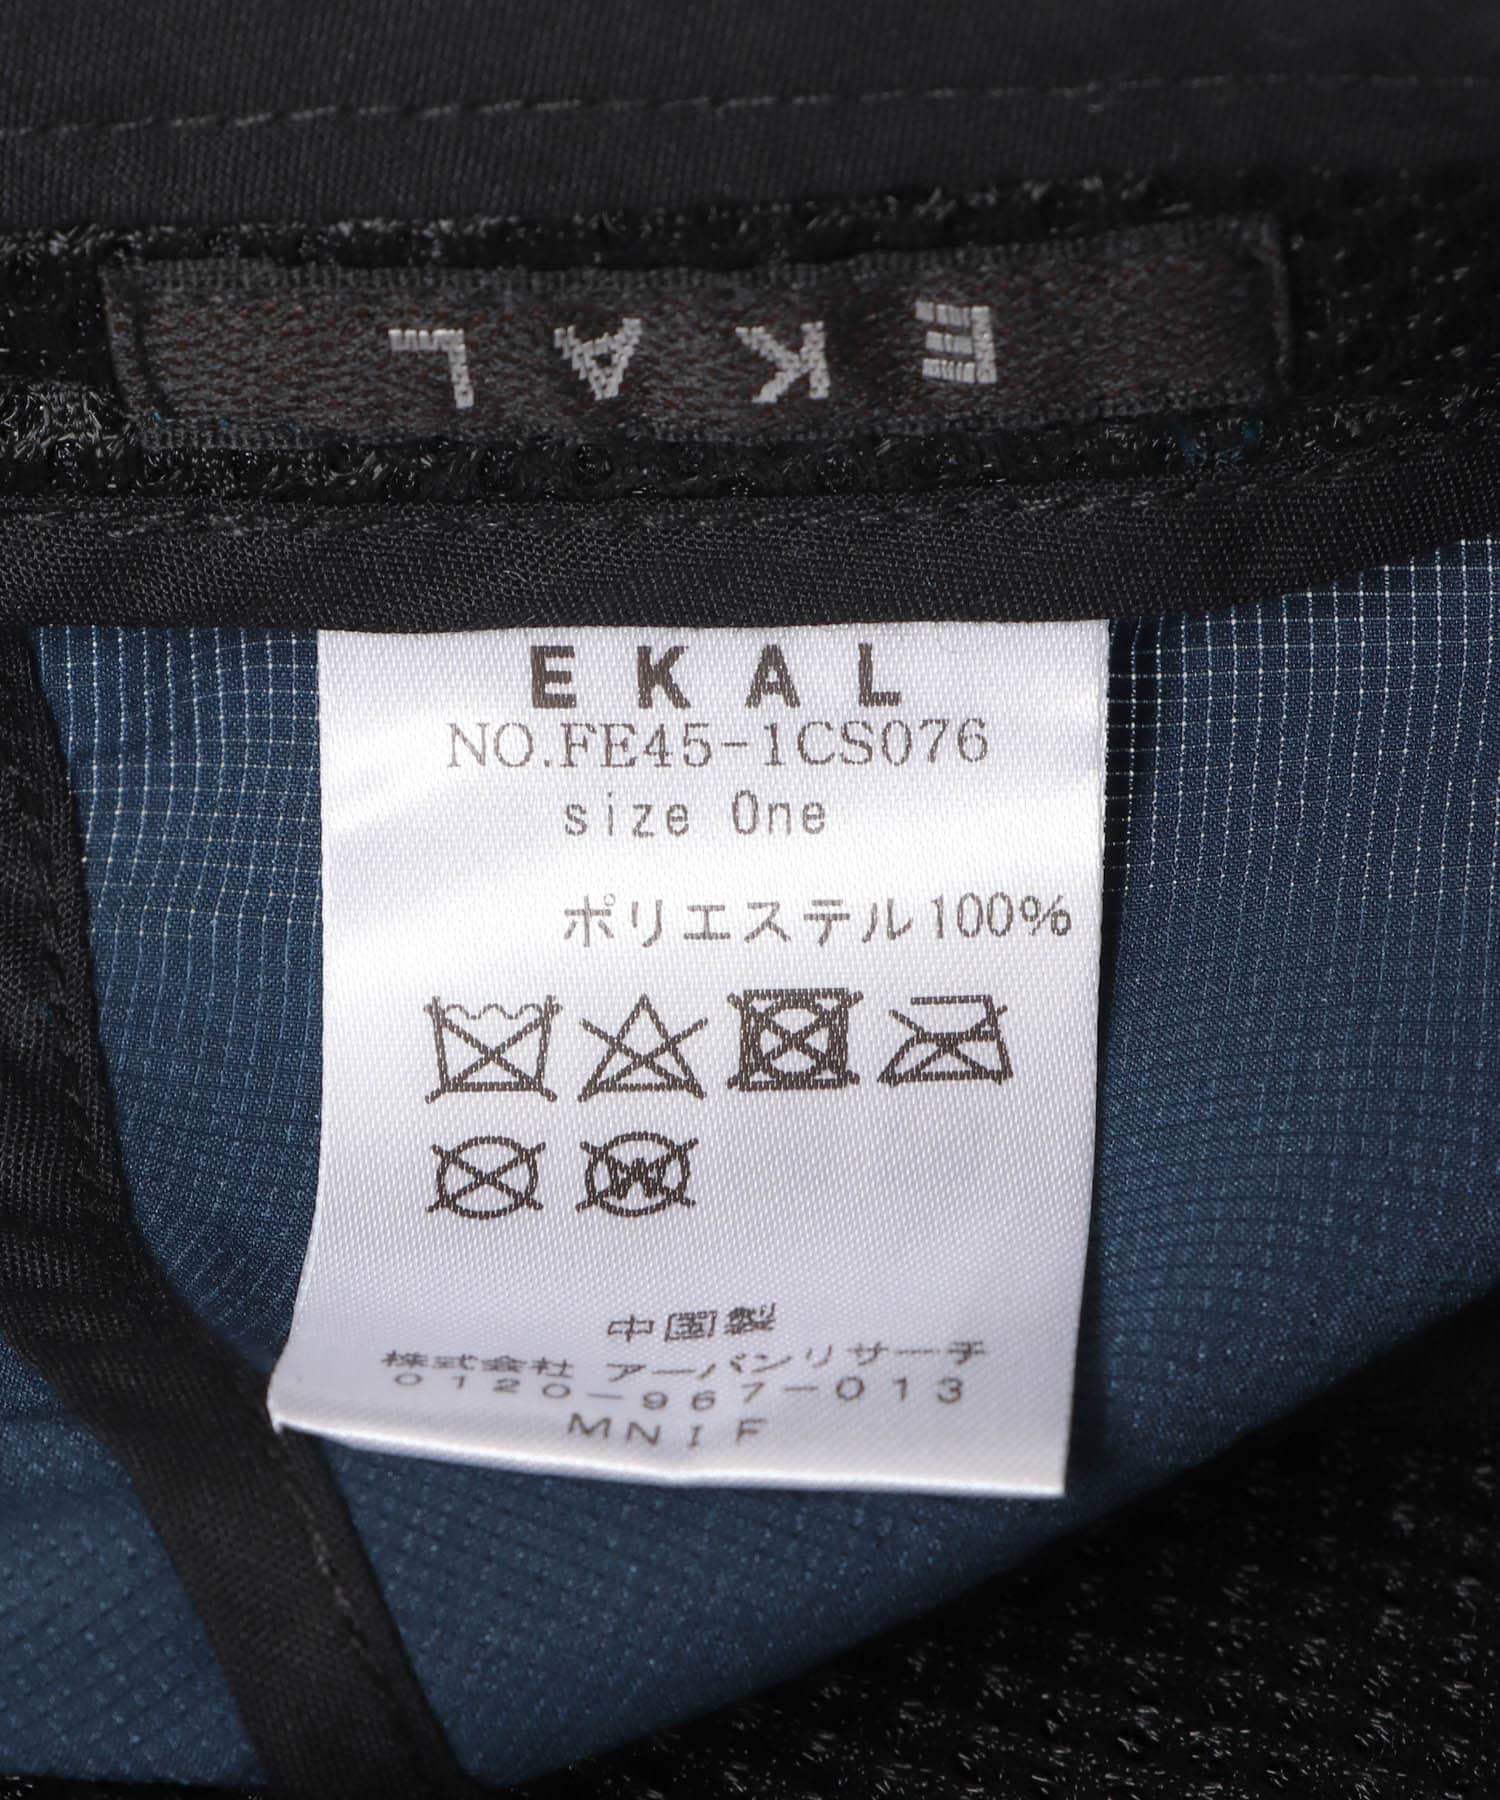 EKAL
EKAL
NO.FE45-1CS076
size One
ポリエステル100%
W
中国製
株式会社 アーバンリサーチ
0120-967-013
MNIF